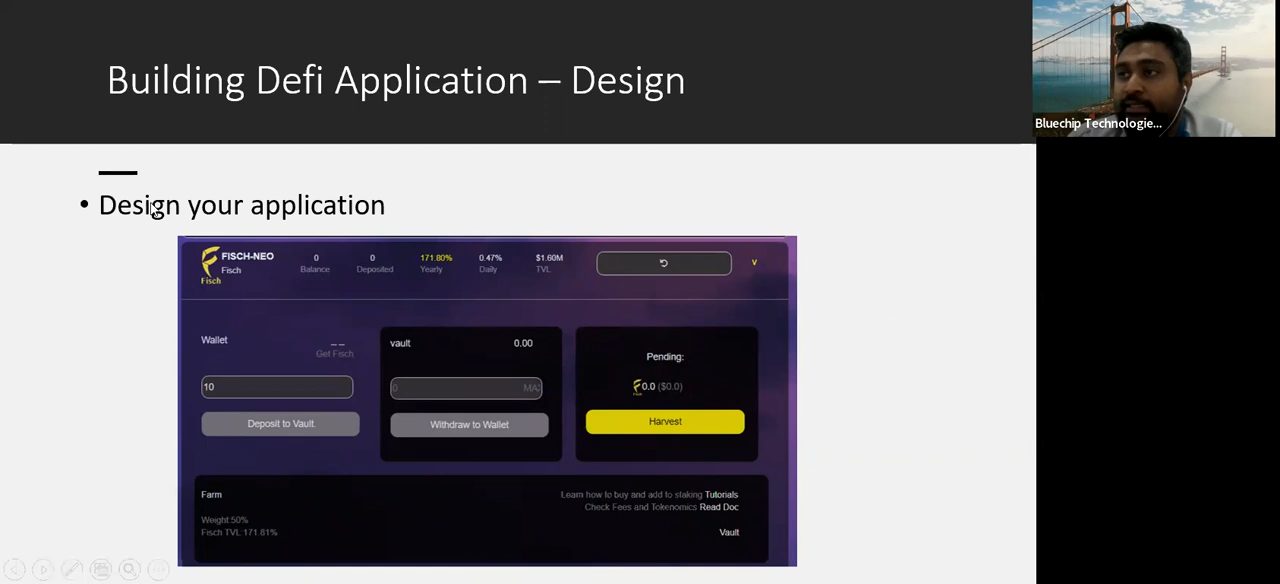 Building Defi Application – Design
Bluechip Technologie...
• Design your application
FISCH-NEO
Fisch
Fisch
0
Balance
0
Deposited
171.80%
Yearly
0.47%
Daily
$1.60M
TVL
v
Wallet
Get Fisch
10
Deposit to Vault
vault 0.00
0
Withdraw to Wallet
Pending:
0.0 ($0.0)
Harvest
Farm
Weight:50%
Fisch TVL:171.81%
Learn how to buy and add to staking Tutorials
Check Fees and Tokenomics Read Doc
Vault